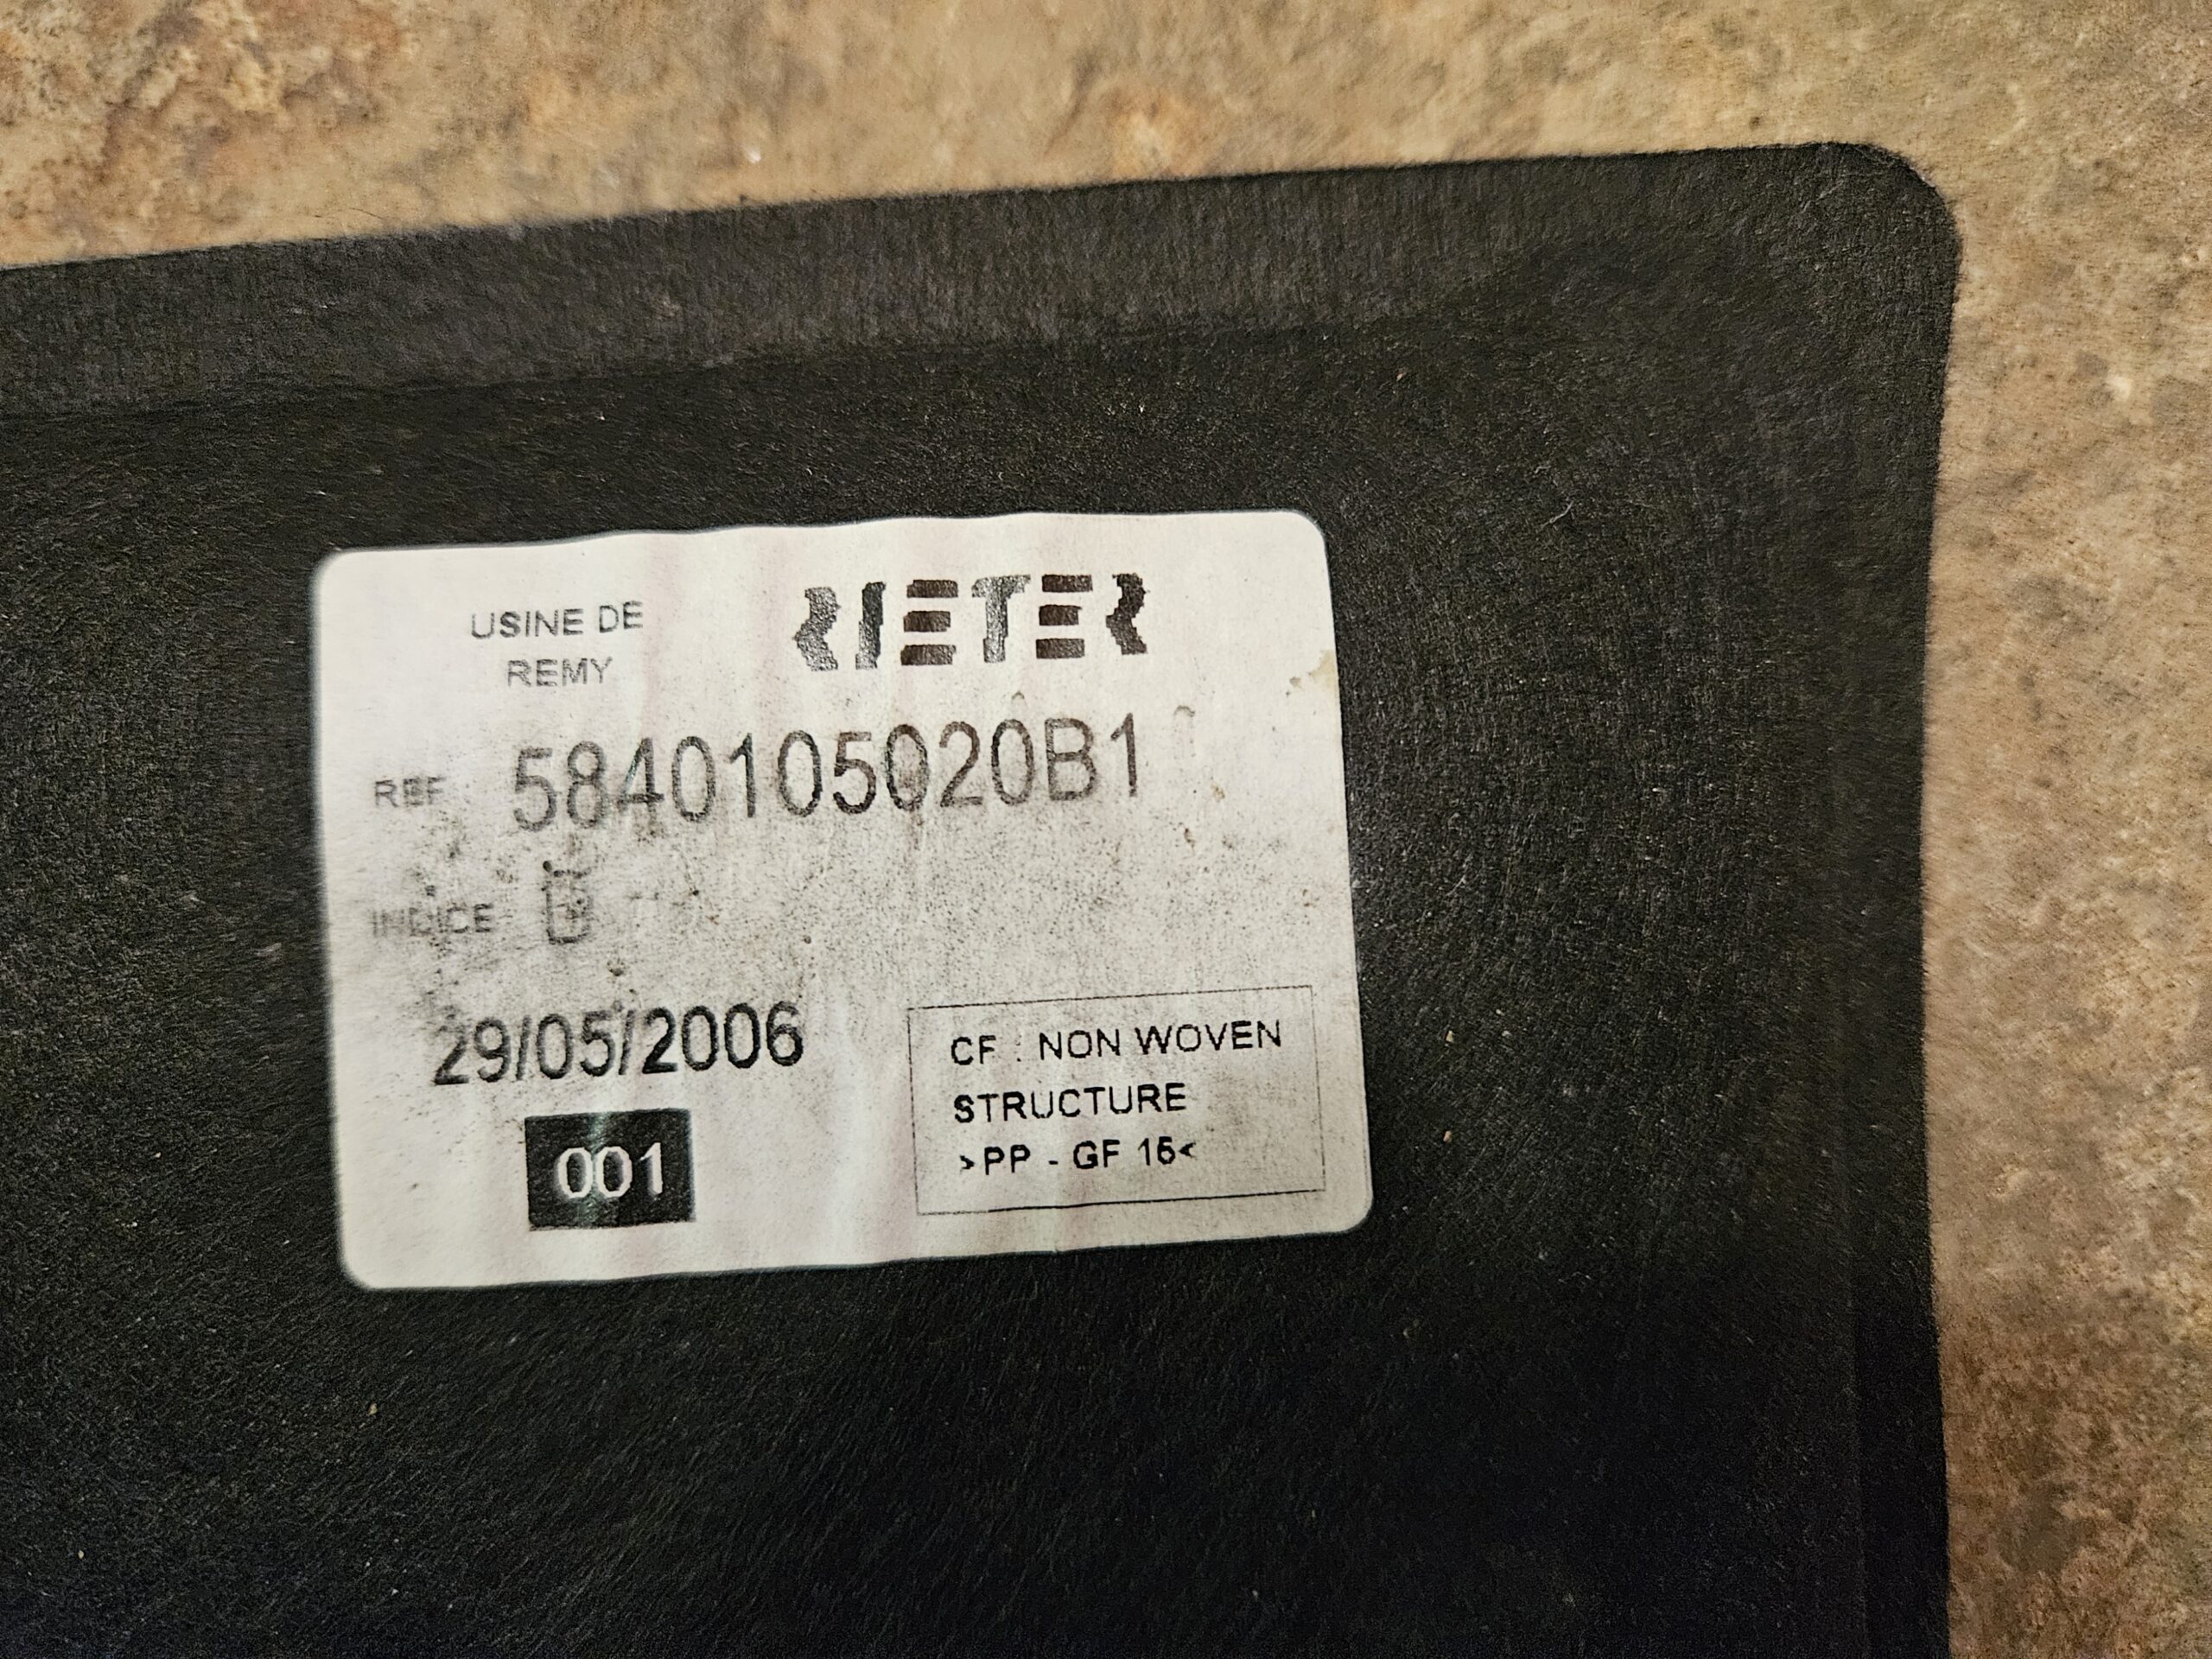 USINE DE
REMY
RIETER
REF 5840105020B1
INDICE
29/05/2006
001
CF : NON WOVEN
STRUCTURE
>PP - GF 15<